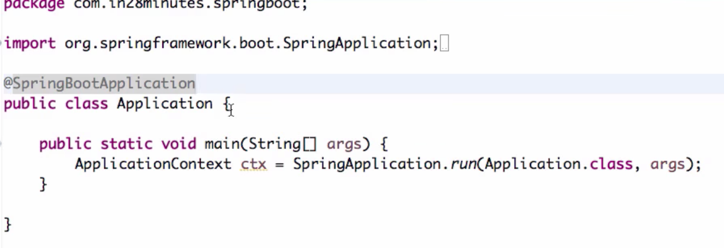 package com.in28minutes.springboot;
import org.springframework.boot.SpringApplication;
@SpringBootApplication
public class Application {
public static void main(String[] args) {
ApplicationContext ctx = SpringApplication.run(Application.class, args);
}
}